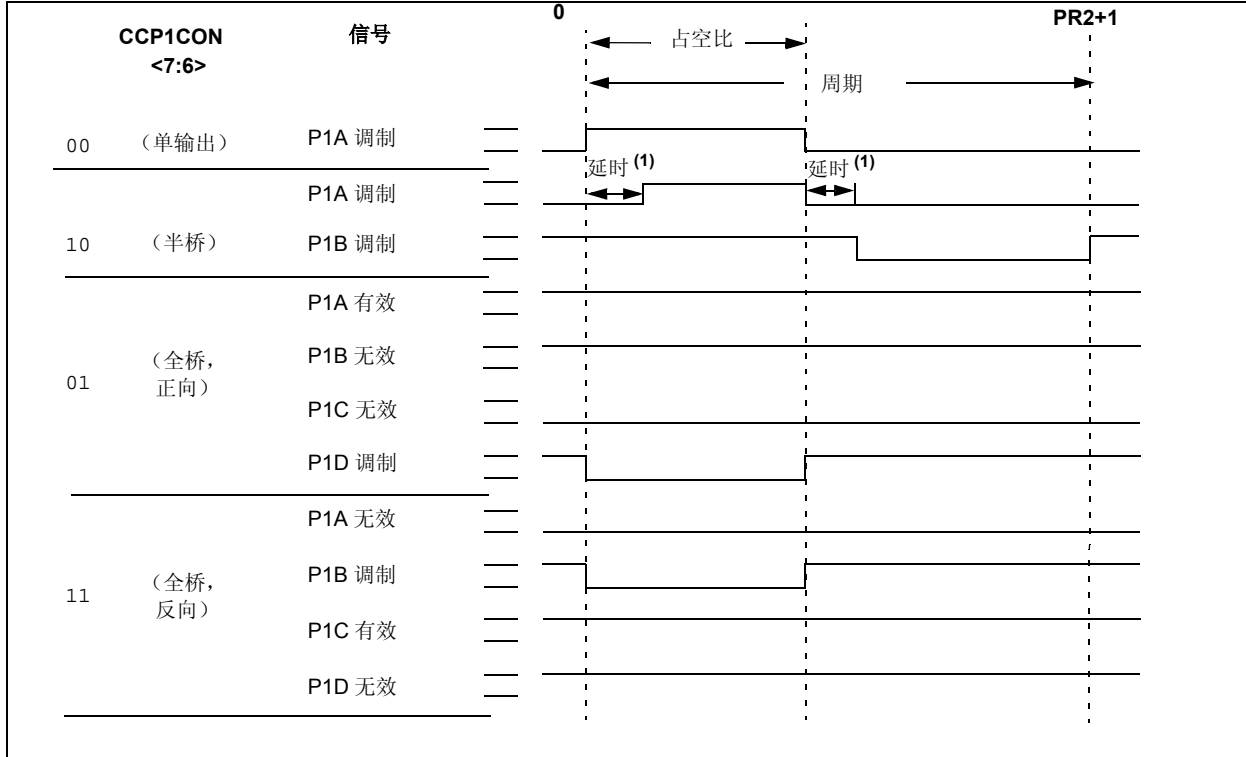 0 PR2+1
CCP1CON 信号
<7:6>
占空比
周期
00 （单输出） P1A 调制
延时 (1) 延时 (1)
P1A 调制
10 （半桥） P1B 调制
P1A 有效
01 （全桥，
正向）
P1B 无效
P1C 无效
P1D 调制
P1A 无效
11 （全桥，
反向）
P1B 调制
P1C 有效
P1D 无效